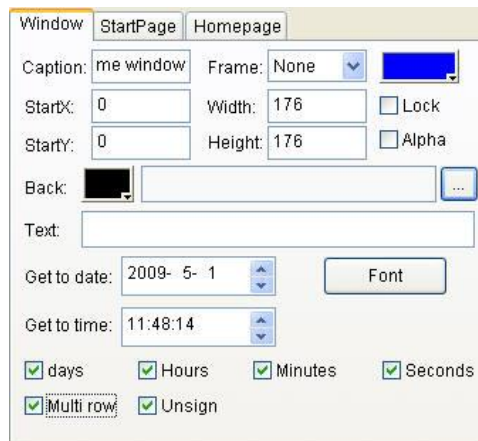 Window StartPage Homepage
Caption: me window Frame: None
StartX: 0 Width: 176 Lock
StartY: 0 Height: 176 Alpha
Back: ...
Text:
Get to date: 2009- 5- 1 Font
Get to time: 11:48:14
days Hours Minutes Seconds
Multi row Unsign